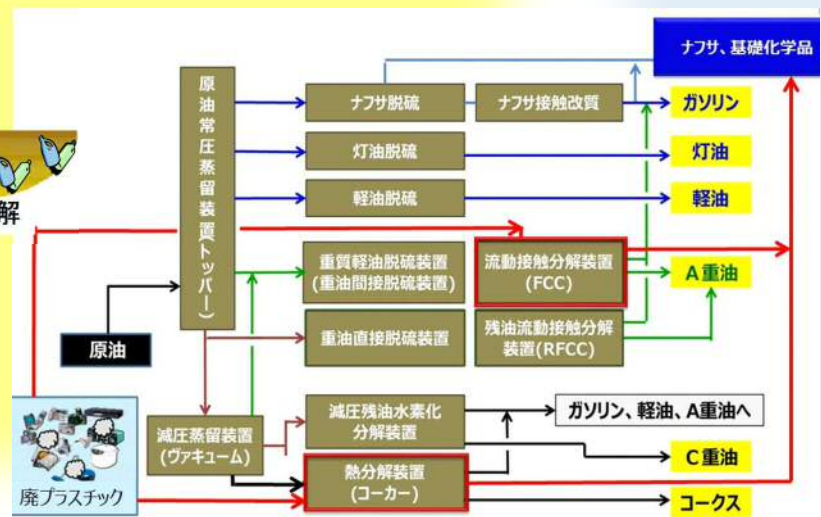 ナフサ、基礎化学品
原油常圧蒸留装置(トッパー)
ナフサ脱硫
ナフサ接触改質
ガソリン
灯油脱硫
灯油
解
軽油脱硫
軽油
重質軽油脱硫装置
(重油間接脱硫装置)
流動接触分解装置
(FCC)
A重油
原油
重油直接脱硫装置
残油流動接触分解
装置(RFCC)
減圧蒸留装置
(ヴァキューム)
減圧残油水素化
分解装置
ガソリン、軽油、A重油へ
C重油
熱分解装置
(コーカー)
コークス
廃プラスチック